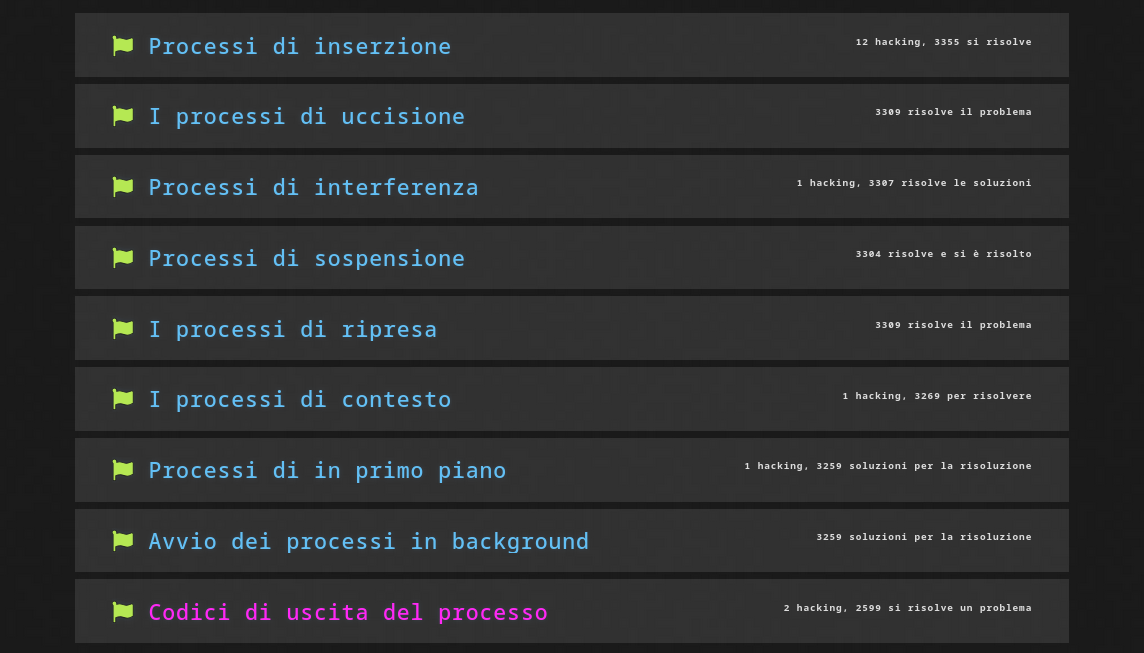 Processi di inserzione
12 hacking, 3355 si risolve
I processi di uccisione
3309 risolve il problema
Processi di interferenza
1 hacking, 3307 risolve le soluzioni
Processi di sospensione
3304 risolve e si è risolto
I processi di ripresa
3309 risolve il problema
I processi di contesto
1 hacking, 3269 per risolvere
Processi di in primo piano
1 hacking, 3259 soluzioni per la risoluzione
Avvio dei processi in background
3259 soluzioni per la risoluzione
Codici di uscita del processo
2 hacking, 2599 si risolve un problema